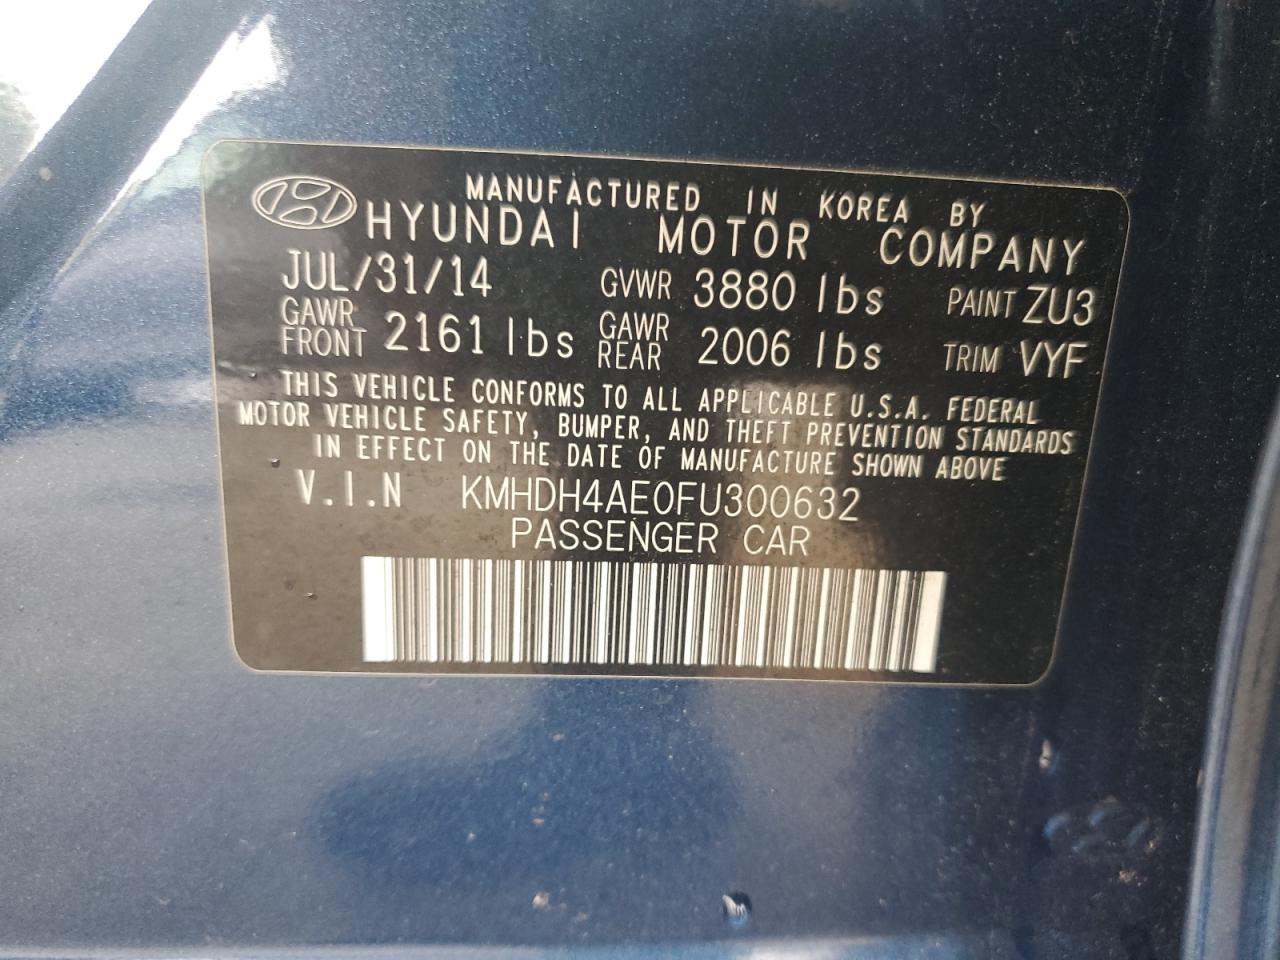 MANUFACTURED IN KOREA BY
HYUNDAI MOTOR COMPANY
JUL/31/14 GVWR 3880 lbs PAINT ZU3
GAWR FRONT 2161 lbs GAWR REAR 2006 lbs TRIM VYF
THIS VEHICLE CONFORMS TO ALL APPLICABLE U.S.A. FEDERAL
MOTOR VEHICLE SAFETY, BUMPER, AND THEFT PREVENTION STANDARDS
IN EFFECT ON THE DATE OF MANUFACTURE SHOWN ABOVE
V.I.N KMHDH4AE0FU300632
PASSENGER CAR